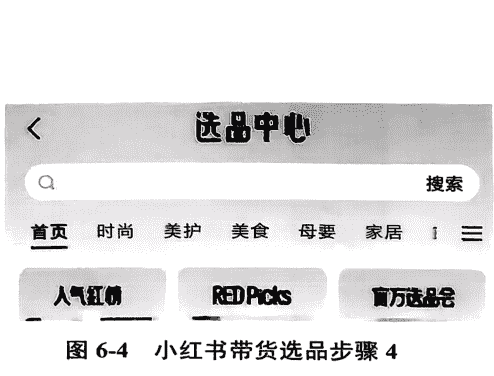 选品中心
搜索
首页 时尚 美护 美食 母婴 家居
人气红榜 RED Picks 官方选品会
图 6-4 小红书带货选品步骤 4